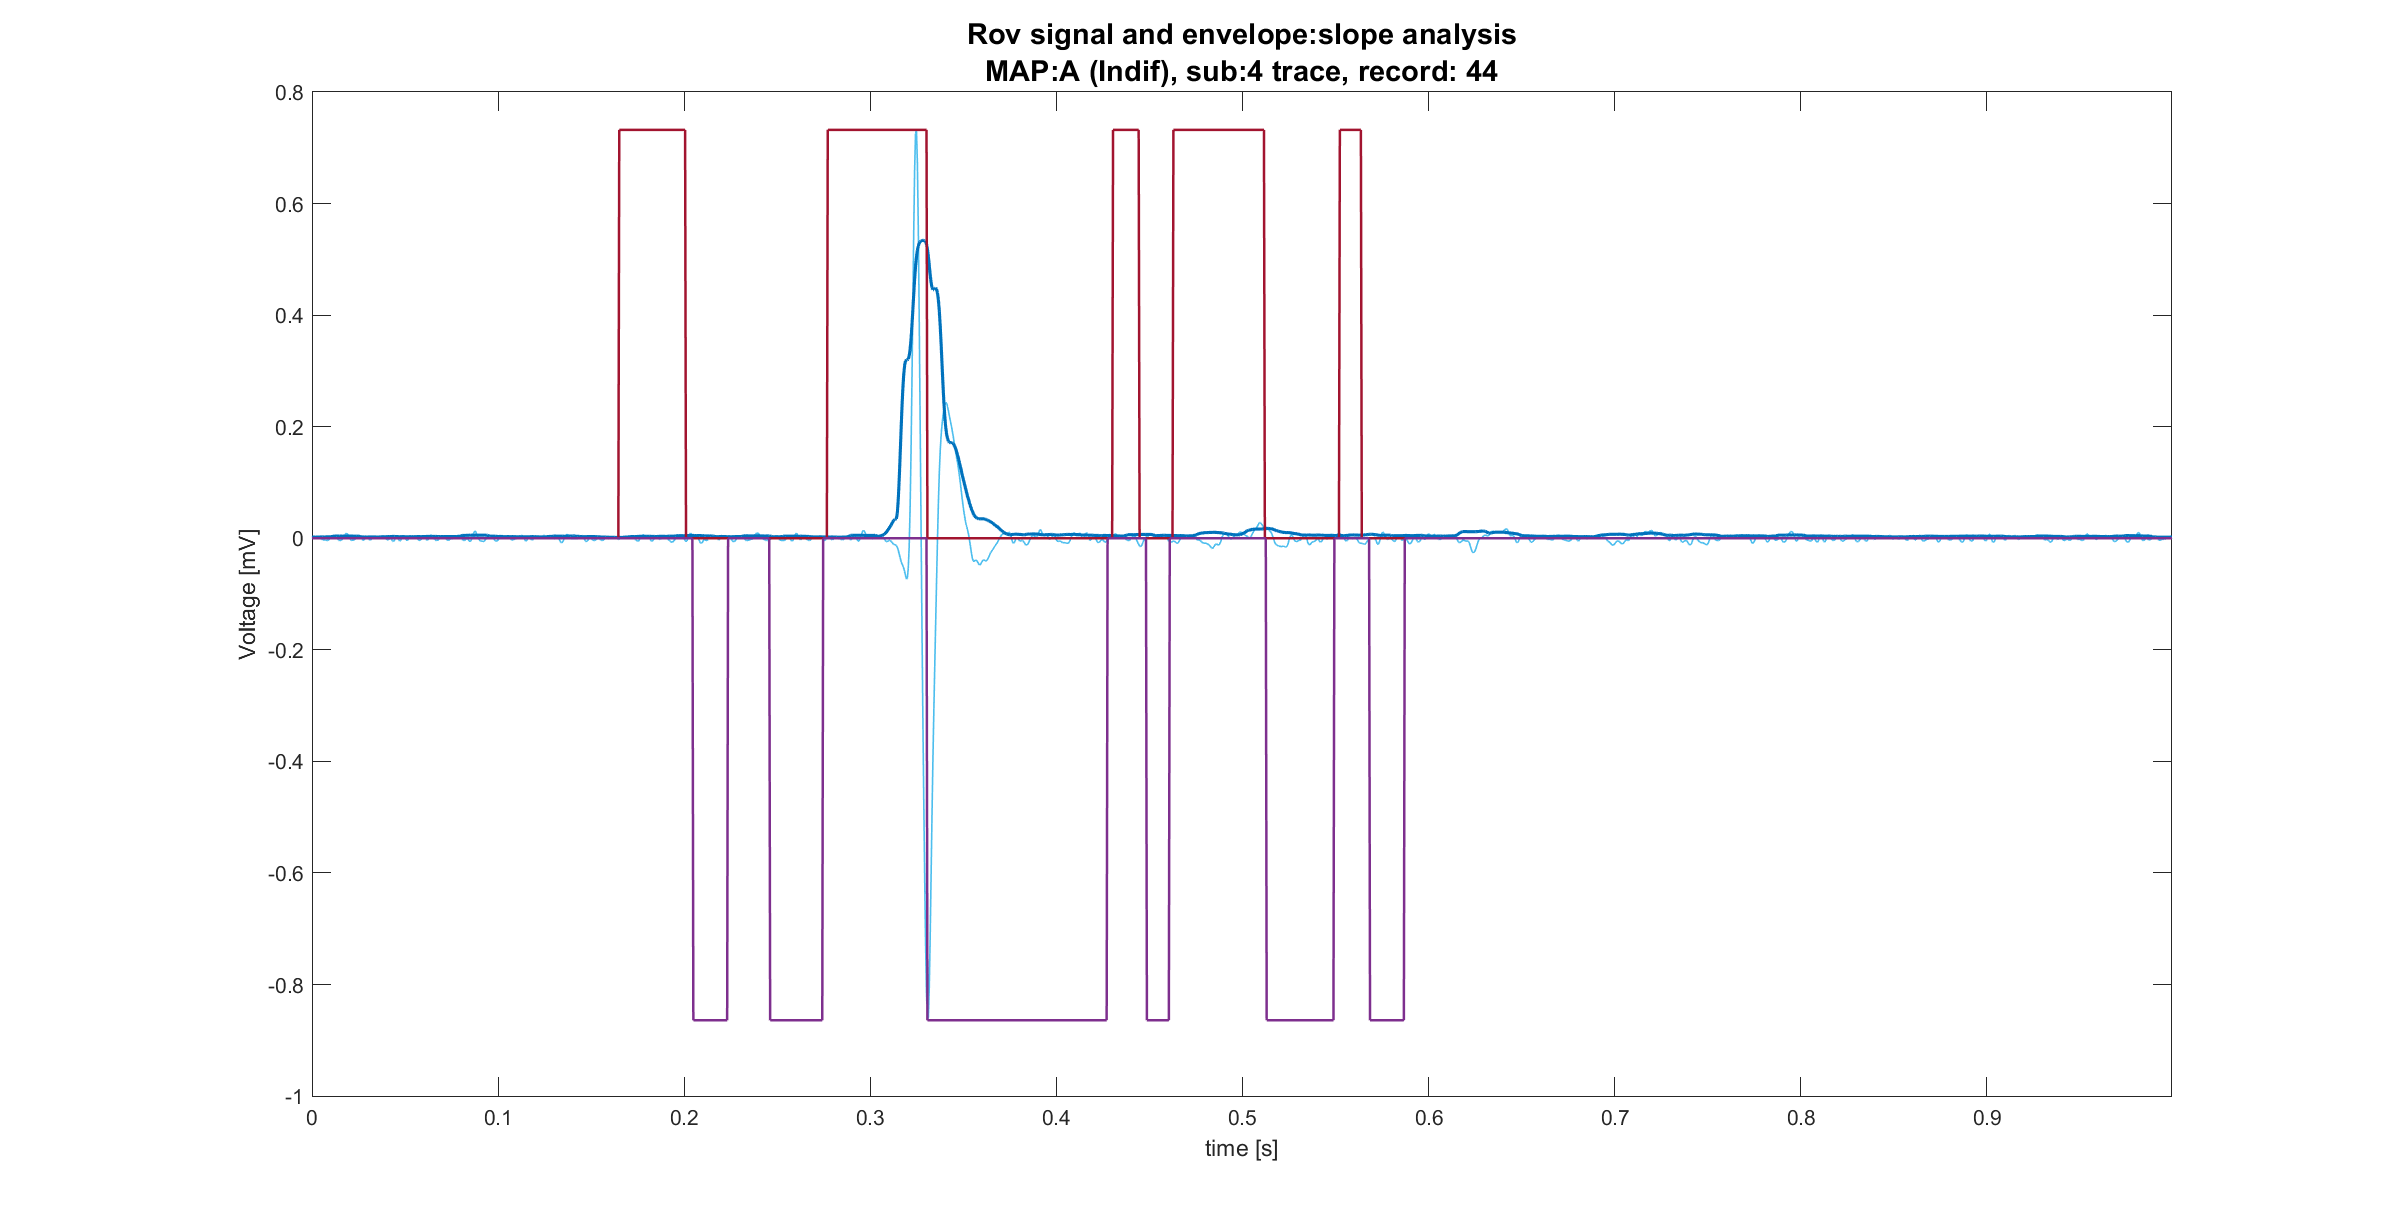 Rov signal and envelope:slope analysis
MAP:A (Indif), sub:4 trace, record: 44
0.8
0.6
0.4
0.2
0
-0.2
-0.4
-0.6
-0.8
-1
Voltage [mV]
0 0.1 0.2 0.3 0.4 0.5 0.6 0.7 0.8 0.9
time [s]